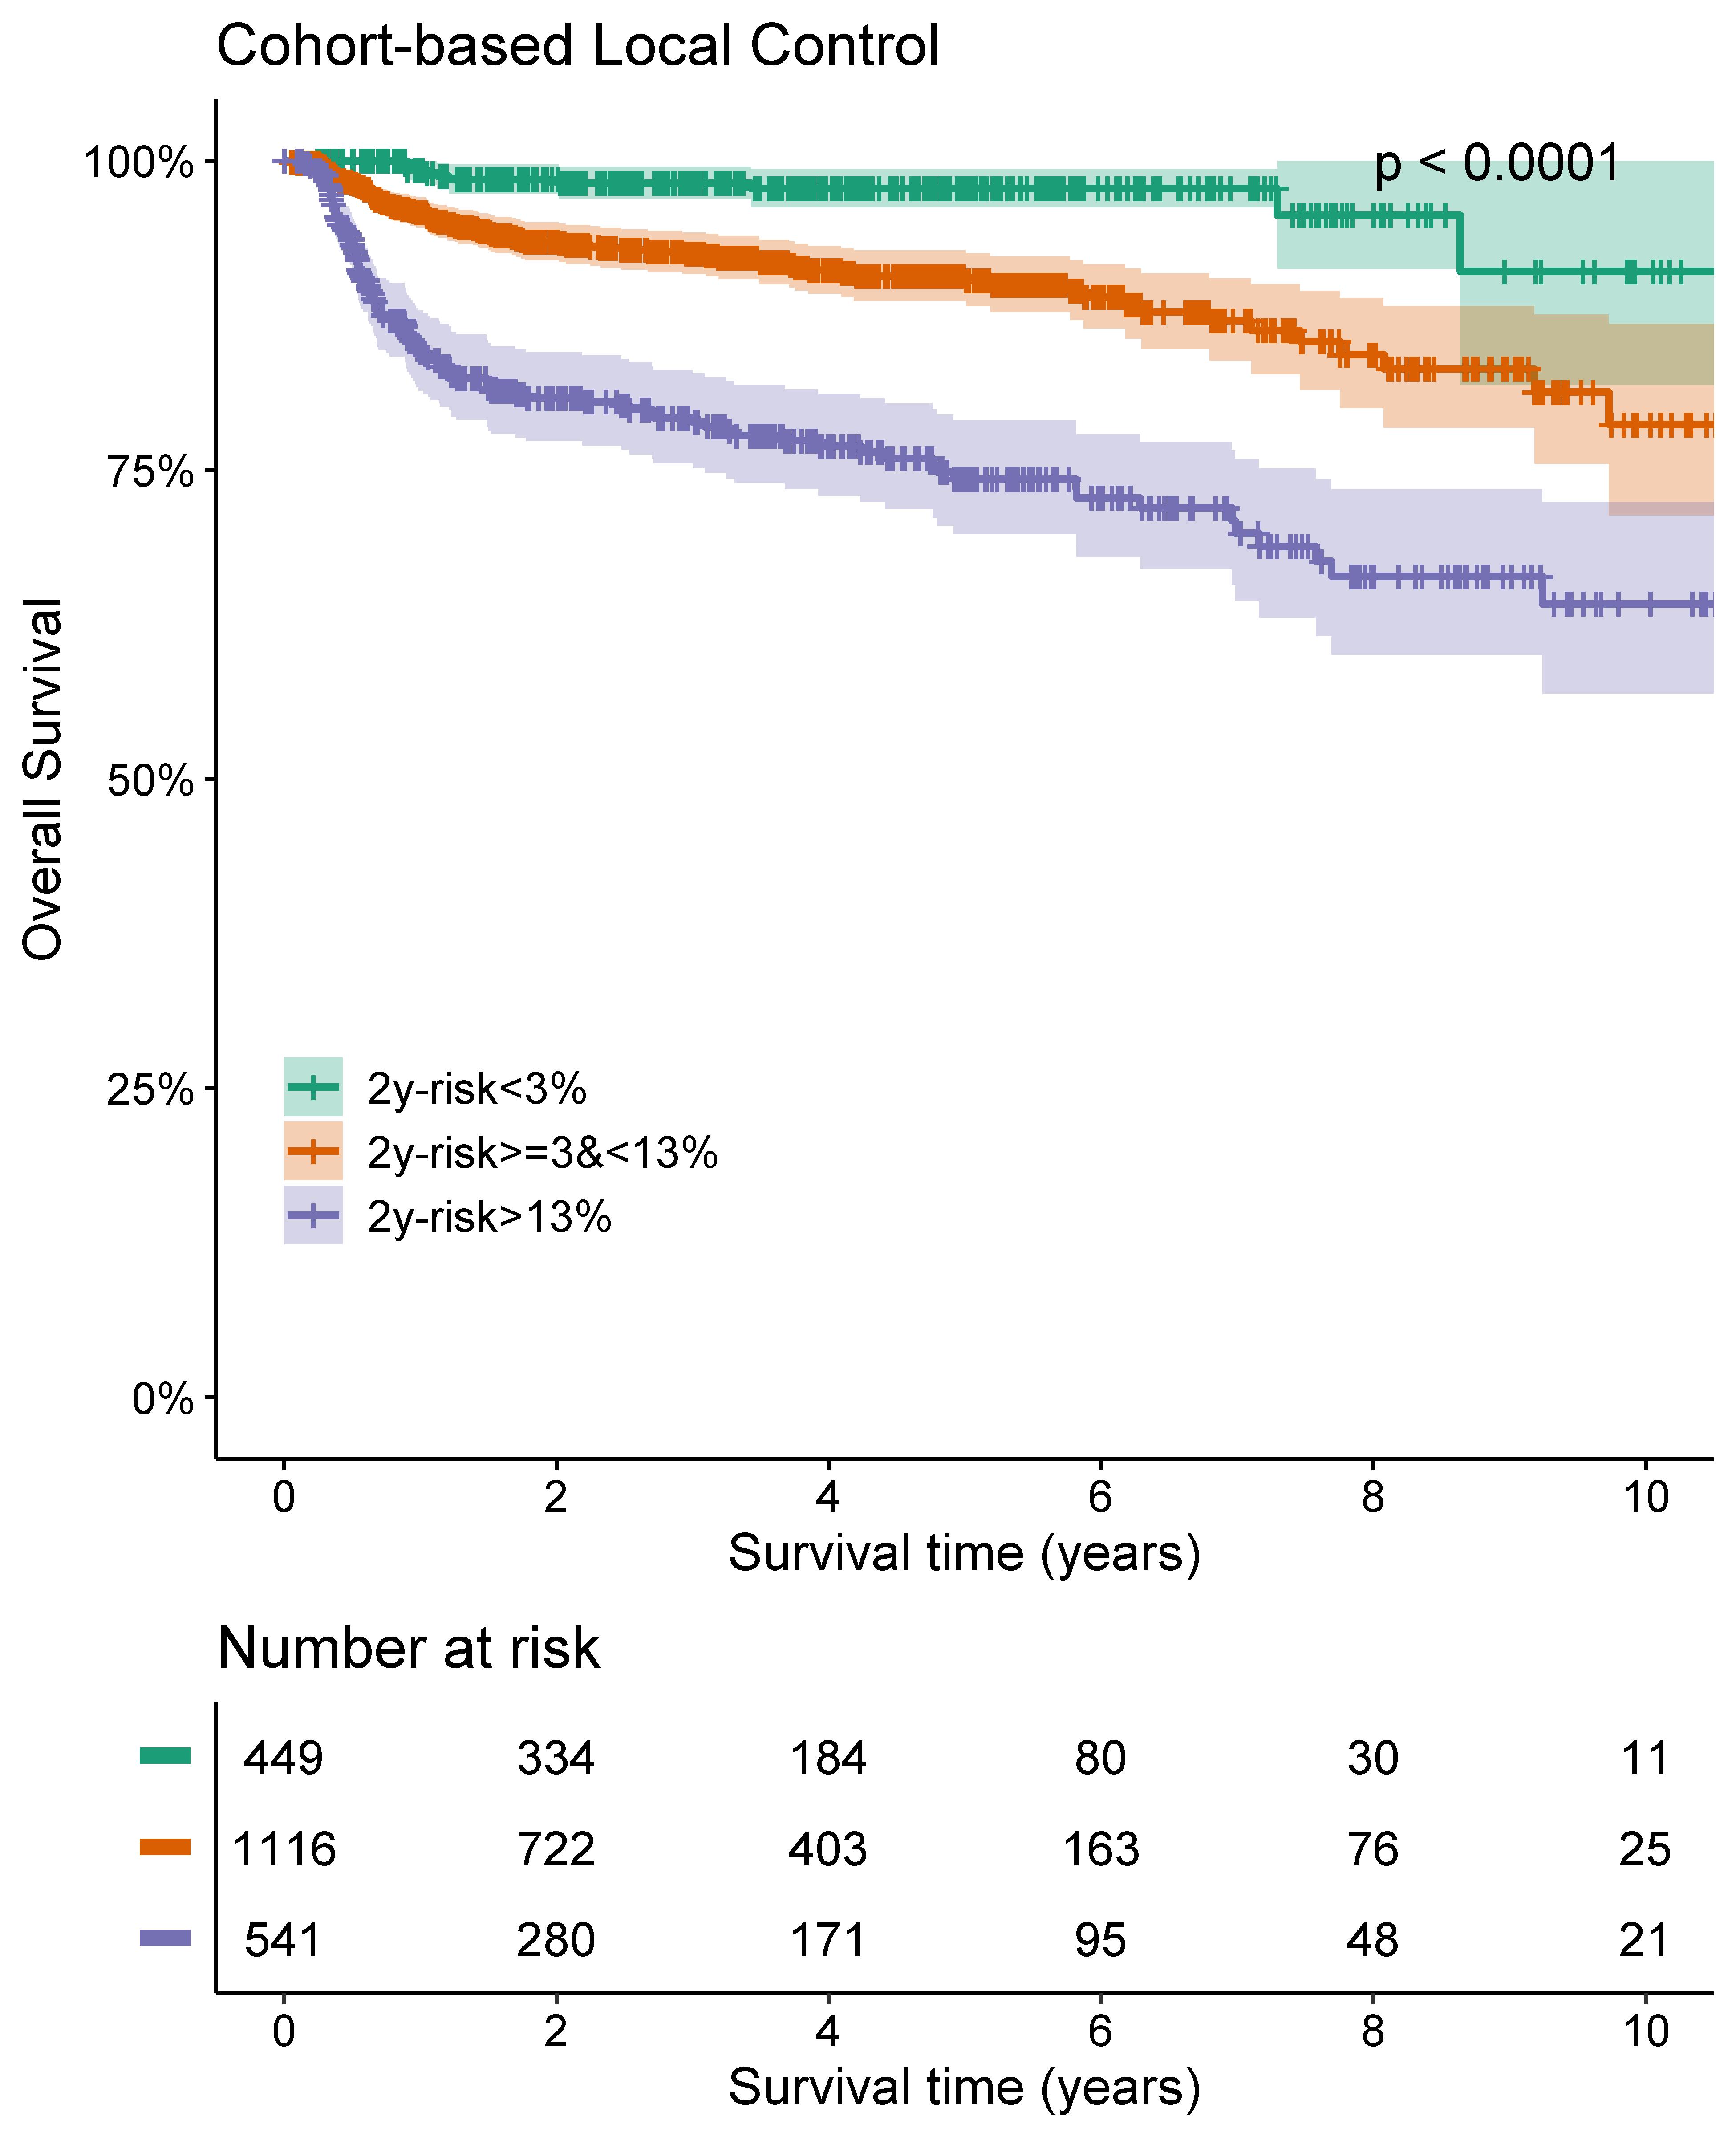 Cohort-based Local Control
100%
p < 0.0001
75%
50%
25%
0%
Overall Survival
2y-risk<3%
2y-risk>=3&<13%
2y-risk>13%
0 2 4 6 8 10
Survival time (years)
Number at risk
449 334 184 80 30 11
1116 722 403 163 76 25
541 280 171 95 48 21
0 2 4 6 8 10
Survival time (years)